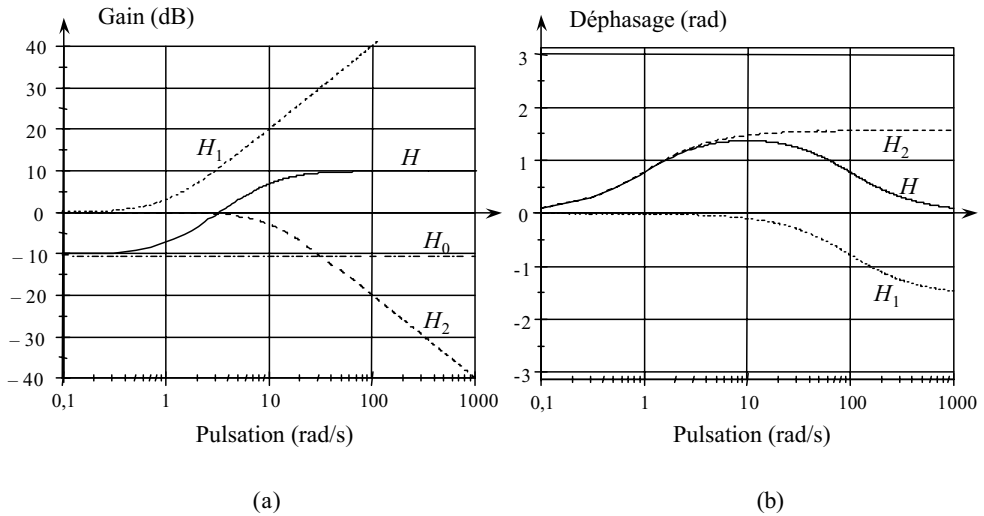 Gain (dB)
40
30
20
10
0
– 10
– 20
– 30
– 40
H1
H
H0
H2
0,1
1
10
100
1000
Pulsation (rad/s)
(a)
Déphasage (rad)
3
2
1
0
-1
-2
-3
H2
H
H1
0,1
1
10
100
1000
Pulsation (rad/s)
(b)